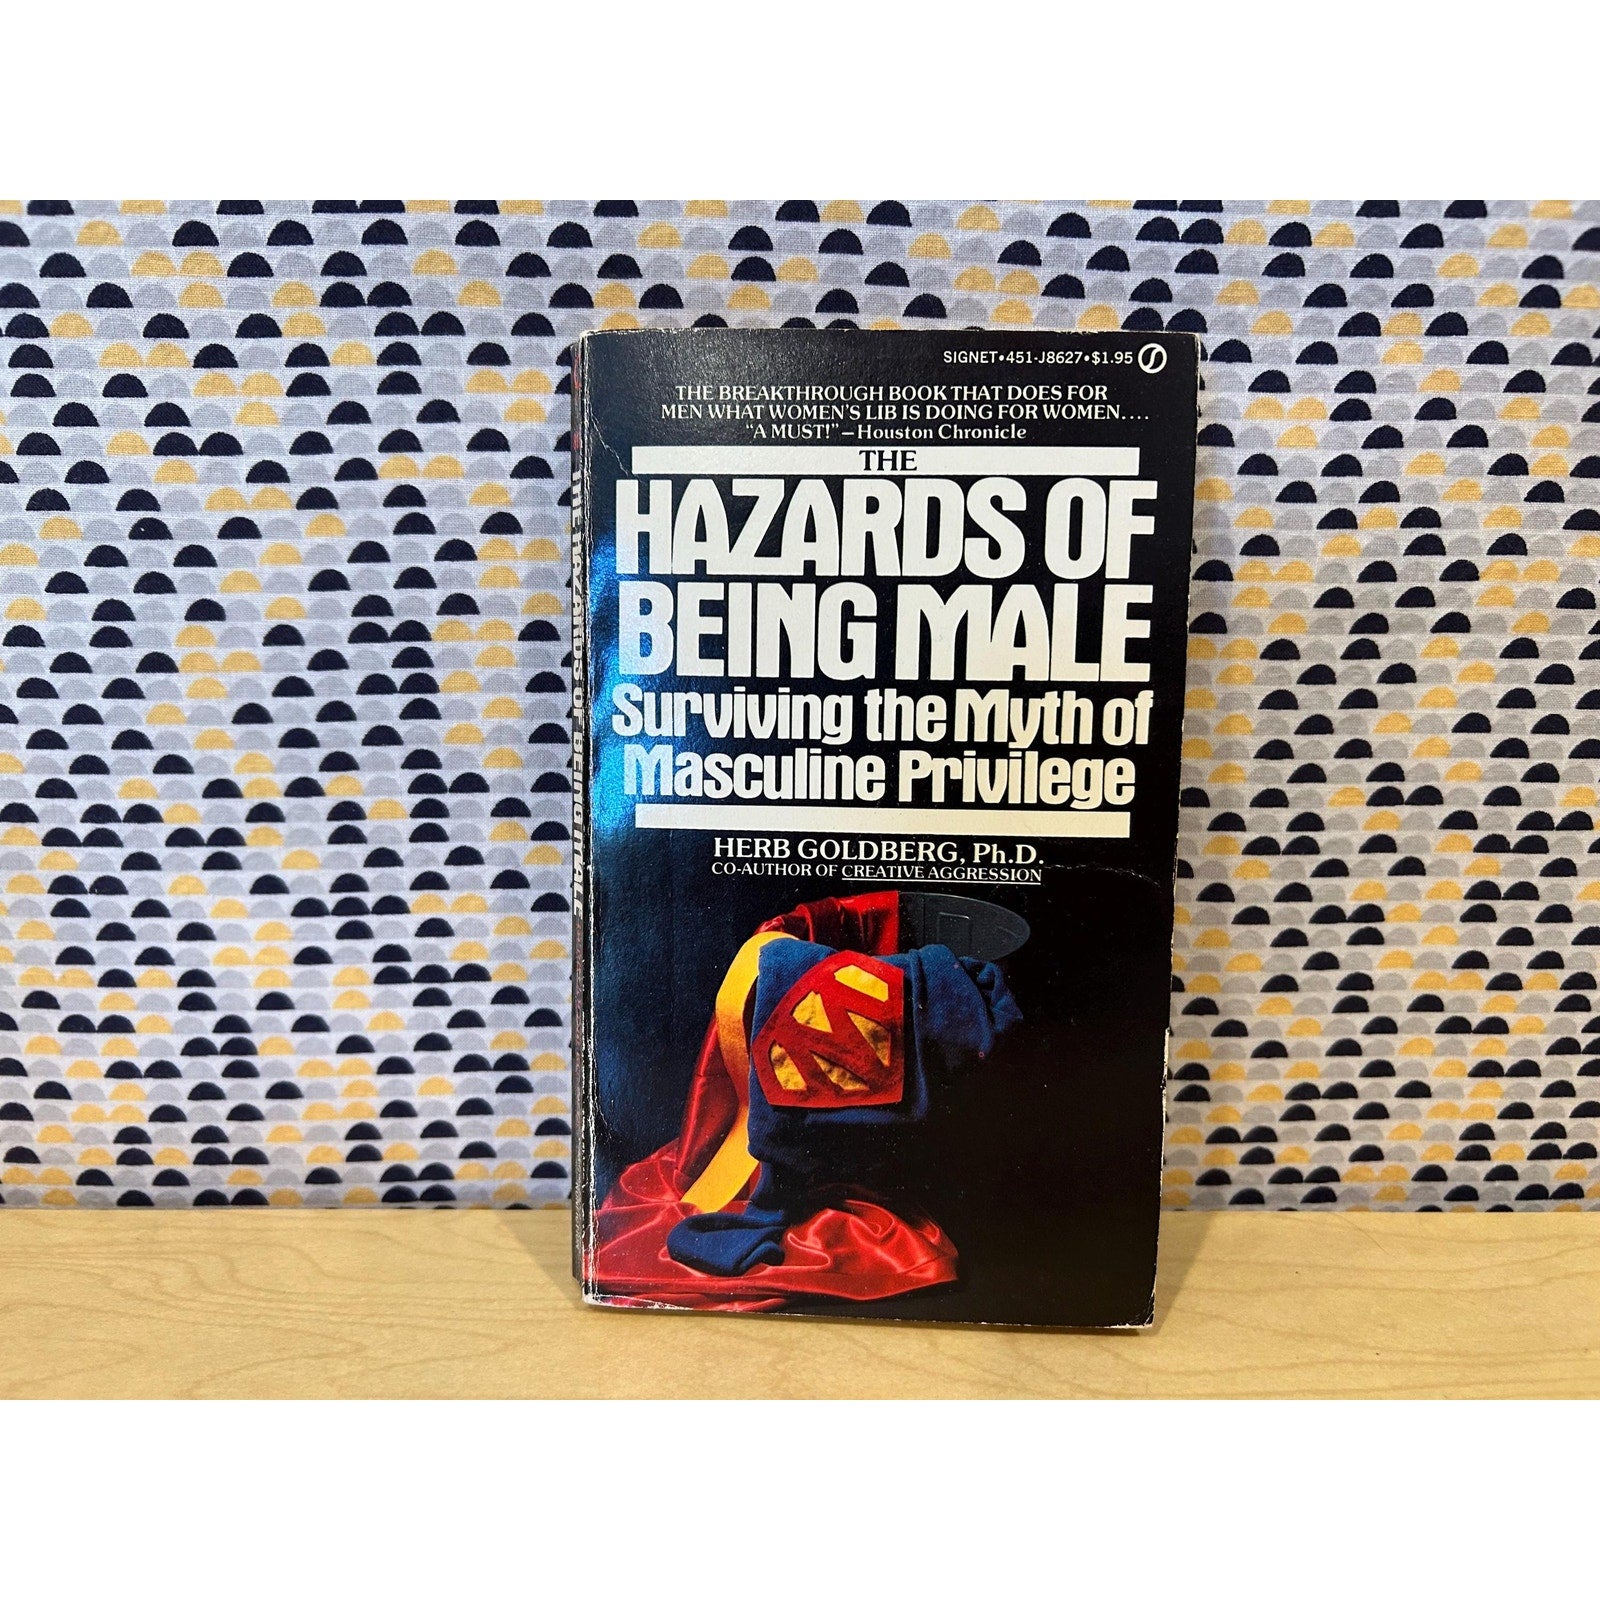 SIGNET•451-J8627•$1.95
THE BREAKTHROUGH BOOK THAT DOES FOR
MEN WHAT WOMEN'S LIB IS DOING FOR WOMEN....
"A MUST!"—Houston Chronicle
THE
HAZARDS OF
BEING MALE
Surviving the Myth of
Masculine Privilege
HERB GOLDBERG, Ph.D.
CO-AUTHOR OF CREATIVE AGGRESSION
THE HAZARDS OF BEING MALE